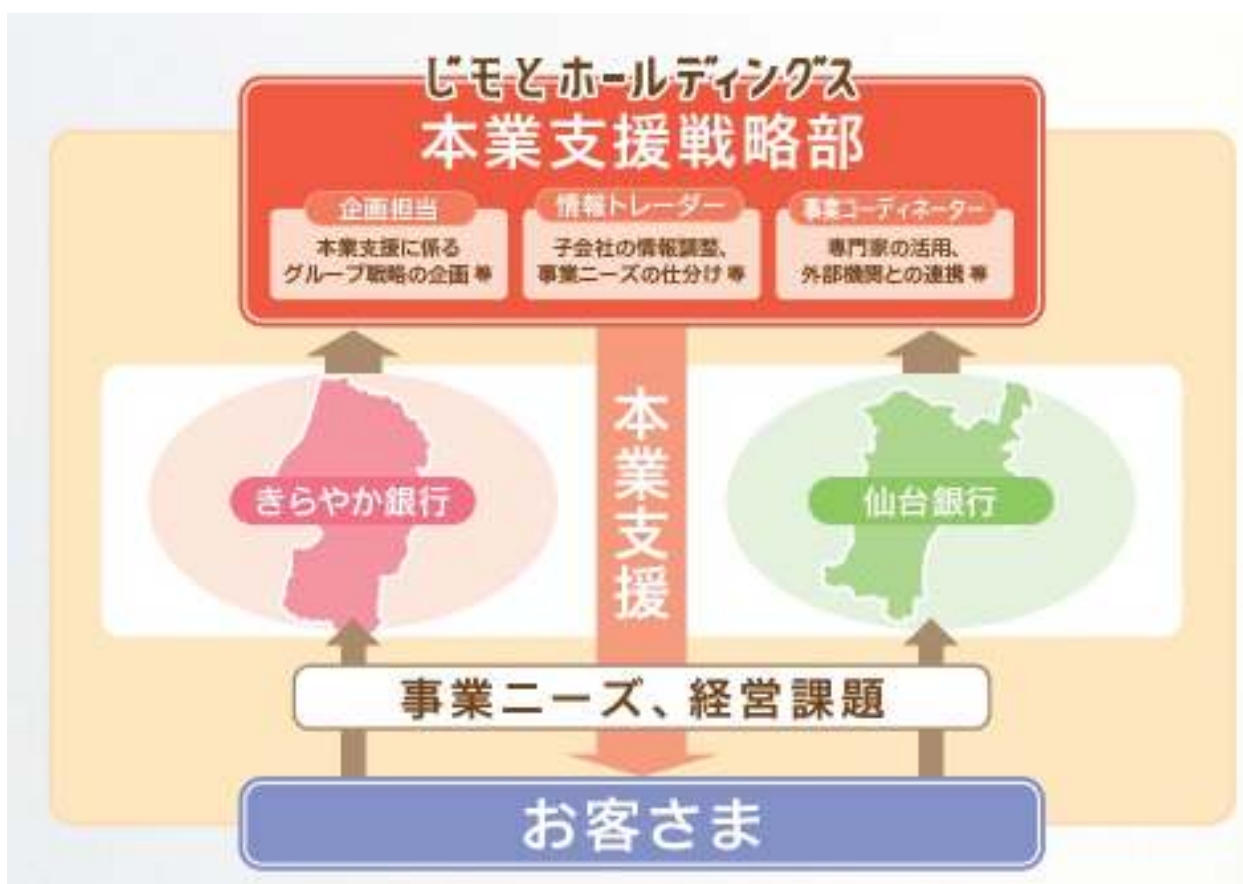 じモとホールディングス
本業支援戦略部
企画担当
本業支援に係る
グループ戦略の企画 等
情報トレーダー
子会社の情報調整、
事業ニーズの仕分け 等
事業コーディネーター
専門家の活用、
外部機関との連携 等
きらやか銀行
本業支援
仙台銀行
事業ニーズ、経営課題
お客さま